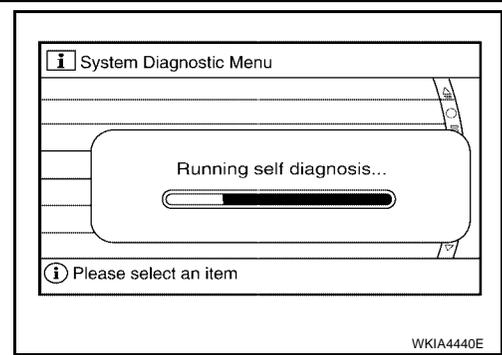 i System Diagnostic Menu
Running self diagnosis...
i Please select an item
WKIA4440E